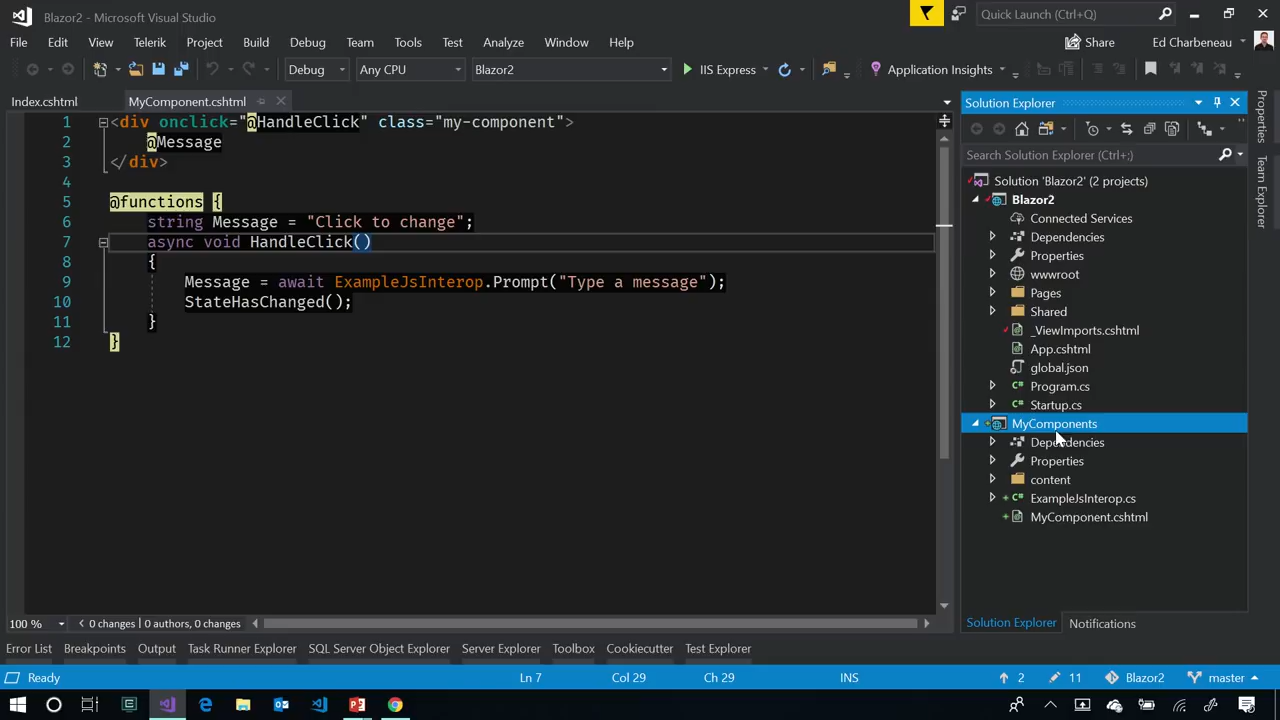 Blazor2 - Microsoft Visual Studio
Quick Launch (Ctrl+Q)
File Edit View Telerik Project Build Debug Team Tools Test Analyze Window Help
Share
Ed Charbeneau
Debug
Any CPU
Blazor2
IIS Express
Application Insights
Index.cshtml
MyComponent.cshtml
1 <div onclick="@HandleClick" class="my-component">
2 @Message
3 </div>
4
5 @functions {
6 string Message = "Click to change";
7 async void HandleClick()
8 {
9 Message = await ExampleJsInterop.Prompt("Type a message");
10 StateHasChanged();
11 }
12 }
100 %
0 changes | 0 authors, 0 changes
Solution Explorer
Search Solution Explorer (Ctrl+;)
Solution 'Blazor2' (2 projects)
Blazor2
Connected Services
Dependencies
Properties
wwwroot
Pages
Shared
_ViewImports.cshtml
App.cshtml
global.json
C# Program.cs
C# Startup.cs
MyComponents
Dependencies
Properties
content
C# ExampleJsInterop.cs
MyComponent.cshtml
Solution Explorer
Notifications
Properties
Team Explorer
Error List Breakpoints Output Task Runner Explorer SQL Server Object Explorer Server Explorer Toolbox Cookiecutter Test Explorer
Ready
Ln 7
Col 29
Ch 29
INS
2
11
Blazor2
master